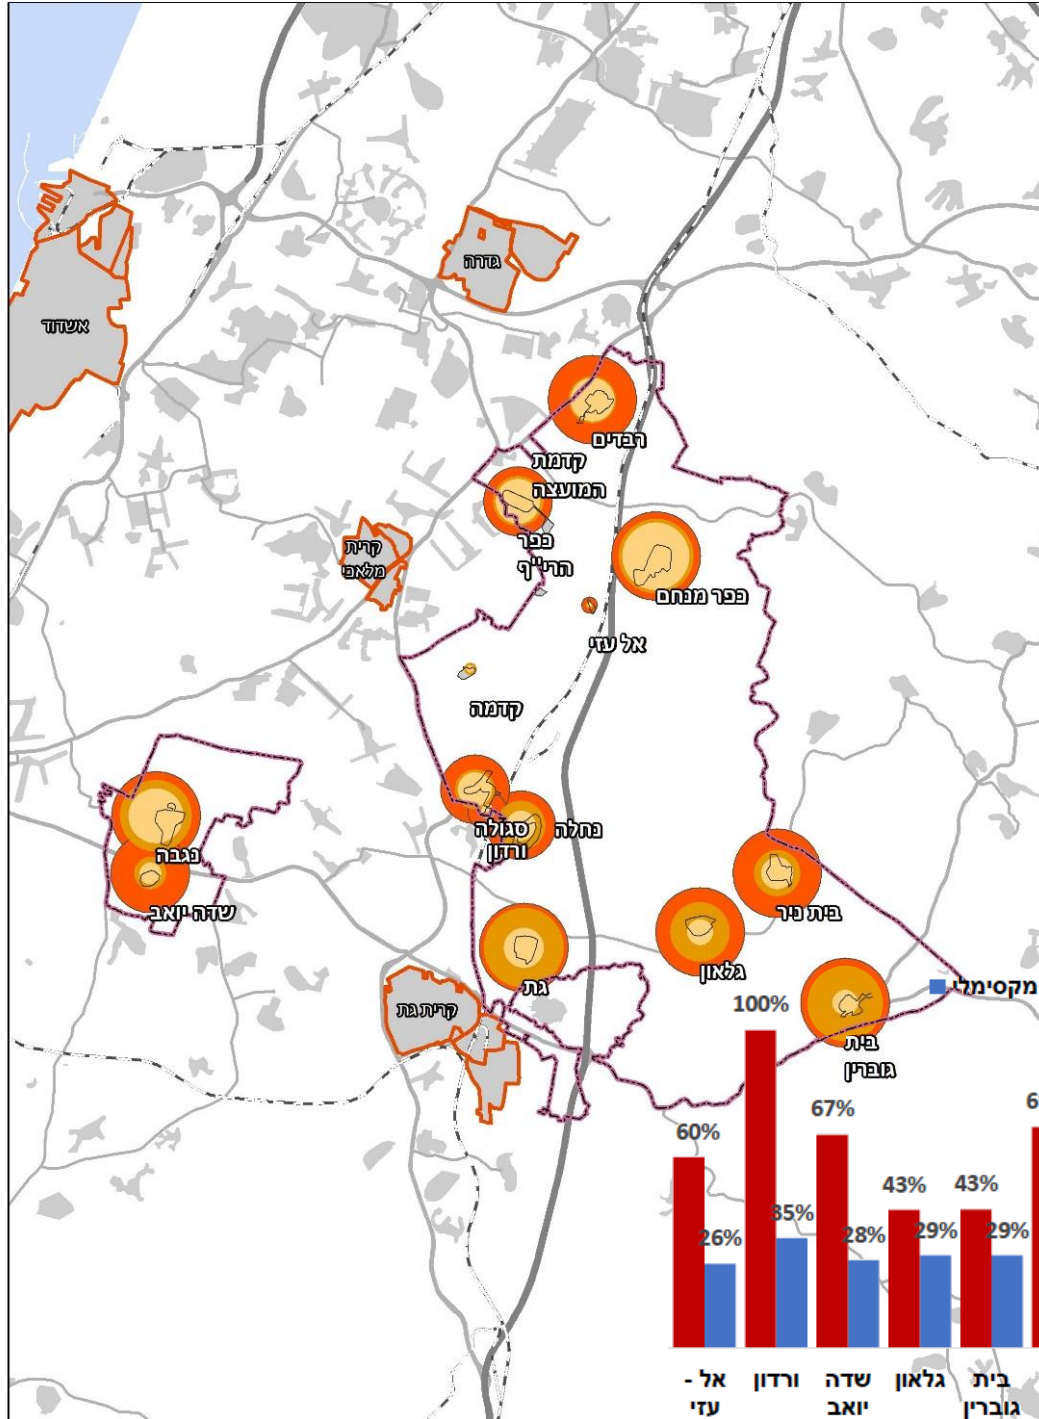 גדרה
אשדוד
רבדים
קדמת
המועצה
כפר
הרי"ף
קרית
מלאכי
כפר מנחם
אל עזי
קדמה
סגולה
ורדון
נחלה
נגבה
שדה יואב
בית ניר
גלאון
גת
קרית גת
בית
גוברין
מקסימלי
100%
67%
60%
43%
43%
35%
26%
28%
29%
29%
אל -
עזי
ורדון
שדה
יואב
גלאון
בית
גוברין